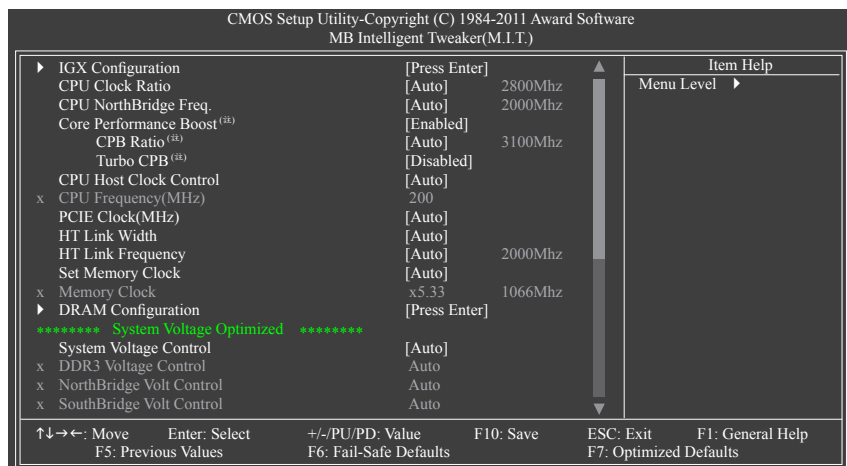 CMOS Setup Utility-Copyright (C) 1984-2011 Award Software
MB Intelligent Tweaker(M.I.T.)
IGX Configuration [Press Enter]
CPU Clock Ratio [Auto] 2800Mhz
CPU NorthBridge Freq. [Auto] 2000Mhz
Core Performance Boost(註) [Enabled]
CPB Ratio(註) [Auto] 3100Mhz
Turbo CPB(註) [Disabled]
CPU Host Clock Control [Auto]
x CPU Frequency(MHz) 200
PCIE Clock(MHz) [Auto]
HT Link Width [Auto]
HT Link Frequency [Auto] 2000Mhz
Set Memory Clock [Auto]
x Memory Clock x5.33 1066Mhz
DRAM Configuration [Press Enter]
******** System Voltage Optimized ********
System Voltage Control [Auto]
x DDR3 Voltage Control Auto
x NorthBridge Volt Control Auto
x SouthBridge Volt Control Auto
Item Help
Menu Level
↑↓→←: Move Enter: Select +/-/PU/PD: Value F10: Save ESC: Exit F1: General Help
F5: Previous Values F6: Fail-Safe Defaults F7: Optimized Defaults